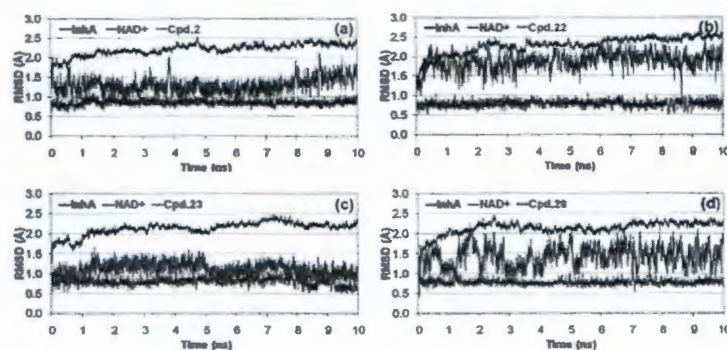 InhA NAD+ Cpd.2 (a)
RMSD (Å)
3.0
2.5
2.0
1.5
1.0
0.5
0.0
0 1 2 3 4 5 6 7 8 9 10
Time (ns)
InhA NAD+ Cpd.22 (b)
RMSD (Å)
3.0
2.5
2.0
1.5
1.0
0.5
0.0
0 1 2 3 4 5 6 7 8 9 10
Time (ns)
InhA NAD+ Cpd.23 (c)
RMSD (Å)
3.0
2.5
2.0
1.5
1.0
0.5
0.0
0 1 2 3 4 5 6 7 8 9 10
Time (ns)
InhA NAD+ Cpd.28 (d)
RMSD (Å)
3.0
2.5
2.0
1.5
1.0
0.5
0.0
0 1 2 3 4 5 6 7 8 9 10
Time (ns)